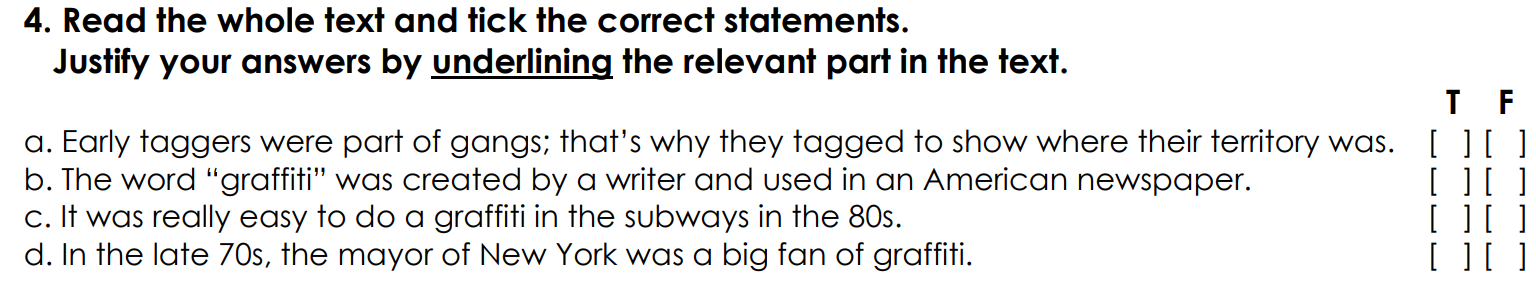 4. Read the whole text and tick the correct statements.
Justify your answers by underlining the relevant part in the text.
T F
a. Early taggers were part of gangs; that's why they tagged to show where their territory was. [ ] [ ]
b. The word "graffiti" was created by a writer and used in an American newspaper. [ ] [ ]
c. It was really easy to do a graffiti in the subways in the 80s. [ ] [ ]
d. In the late 70s, the mayor of New York was a big fan of graffiti. [ ] [ ]